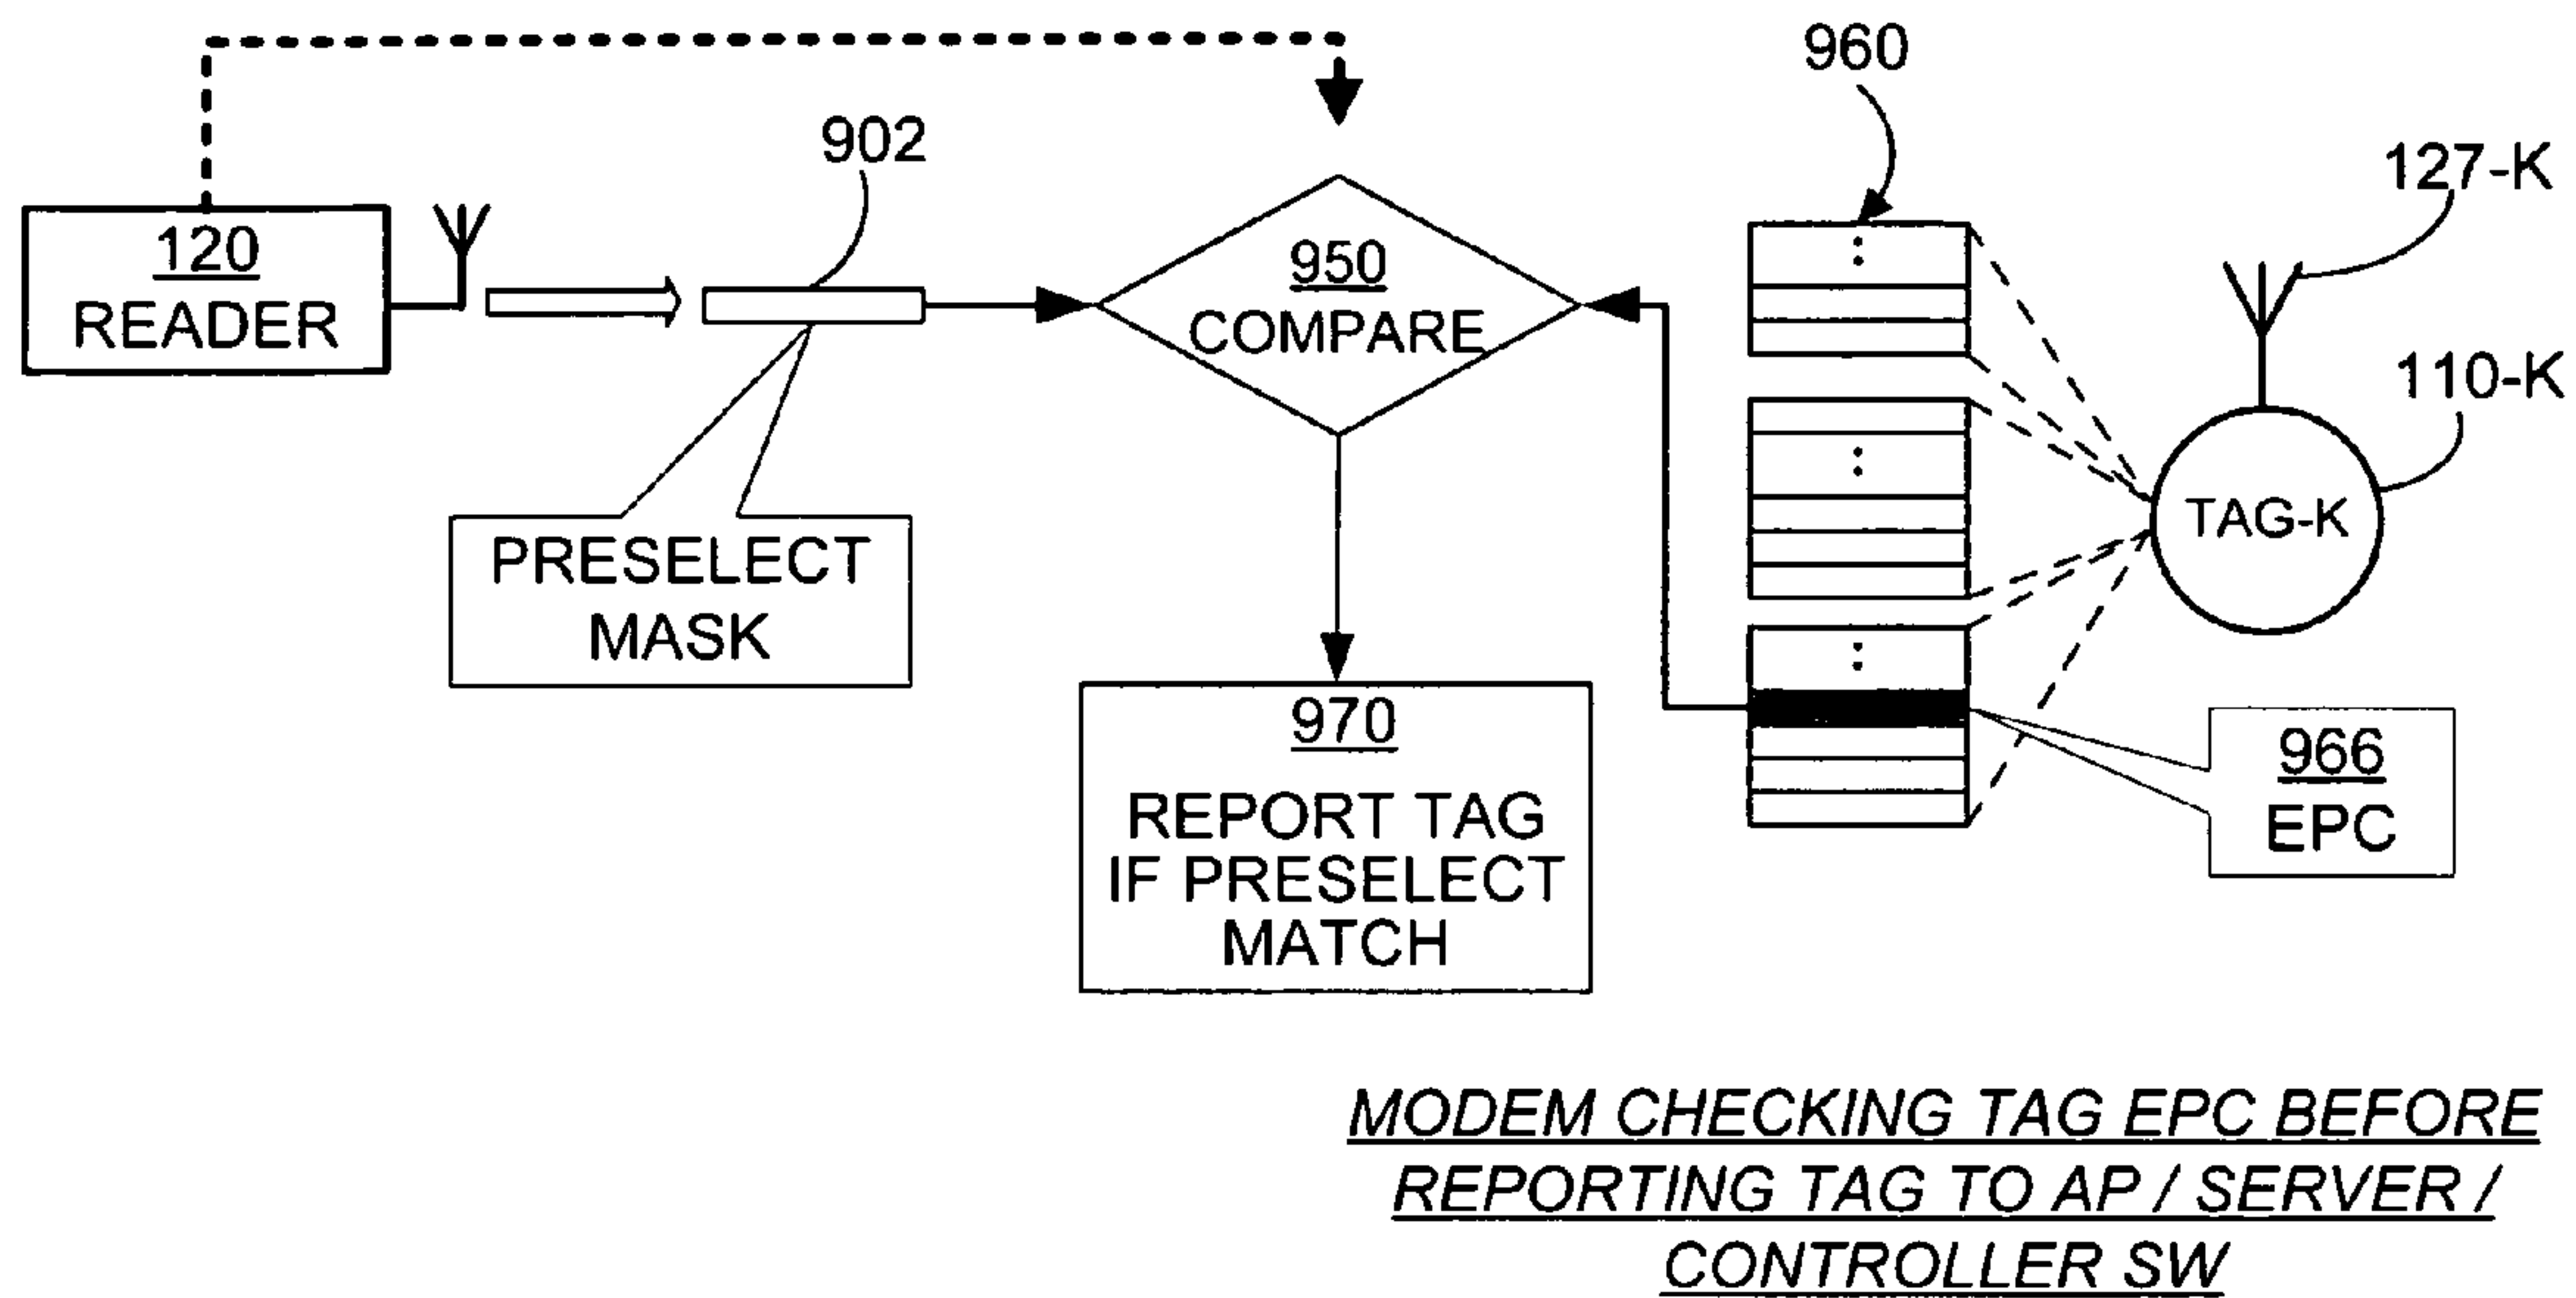 960
902
127-K
120
READER
950
COMPARE
110-K
TAG-K
PRESELECT
MASK
970
REPORT TAG
IF PRESELECT
MATCH
966
EPC
MODEM CHECKING TAG EPC BEFORE
REPORTING TAG TO AP / SERVER /
CONTROLLER SW